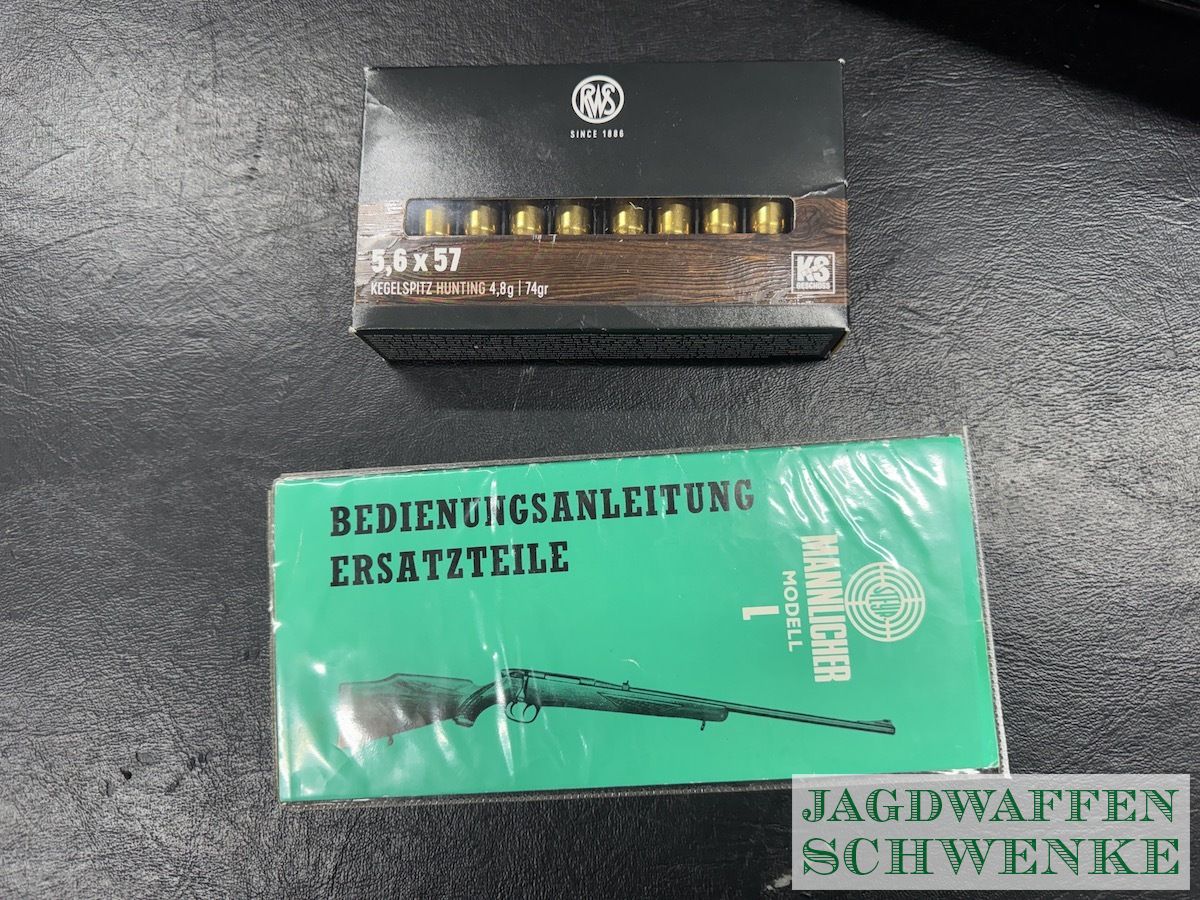 RWS
SINCE 1886
5,6 x 57
KEGELSPITZ HUNTING 4,8g | 74gr
KS
GESCHOSS
BEDIENUNGSANLEITUNG
ERSATZTEILE
STEYR
MANNLICHER
MODELL
L
JAGDWAFFEN
SCHWENKE